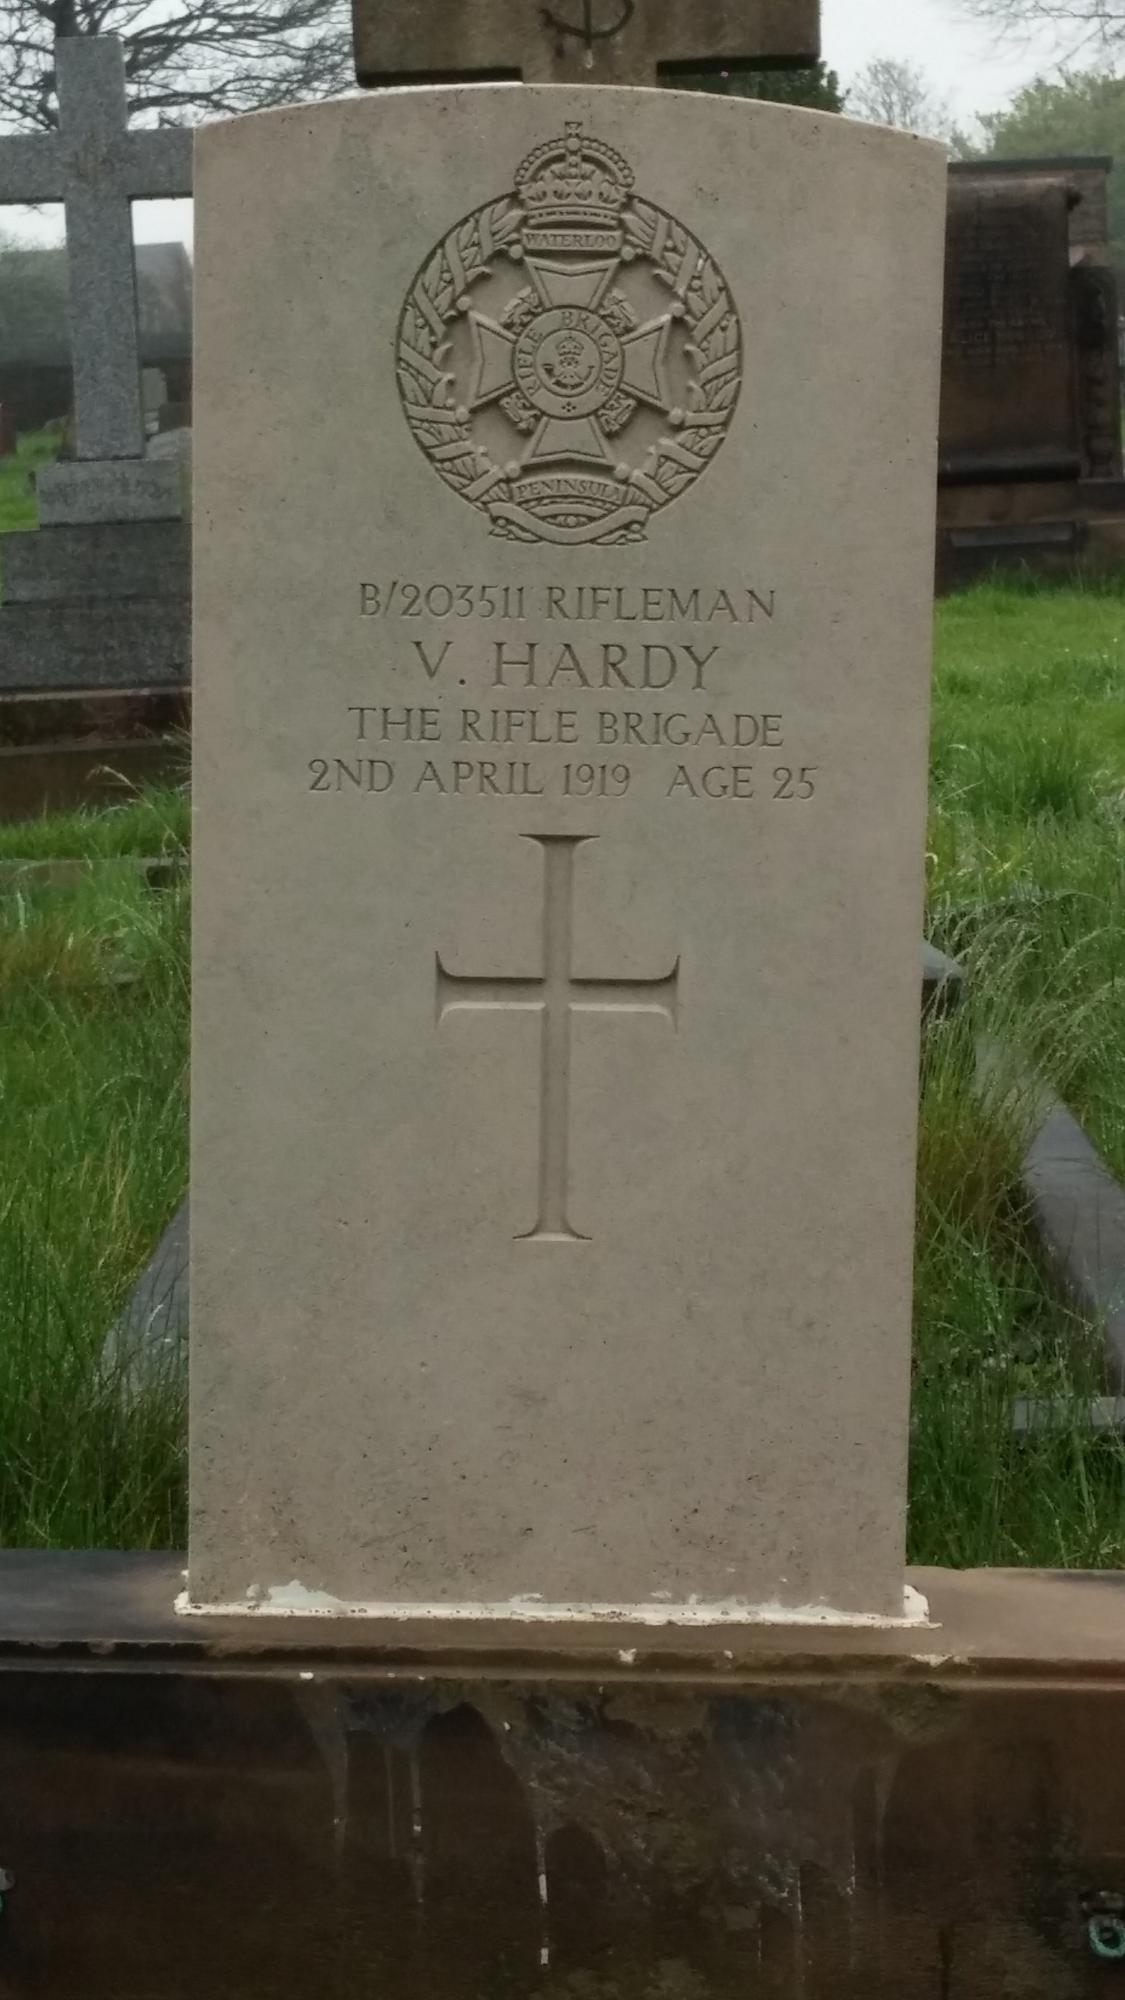 WATERLOO
RIFLE BRIGADE
PENINSULA
B/203511 RIFLEMAN
V. HARDY
THE RIFLE BRIGADE
2ND APRIL 1919 AGE 25